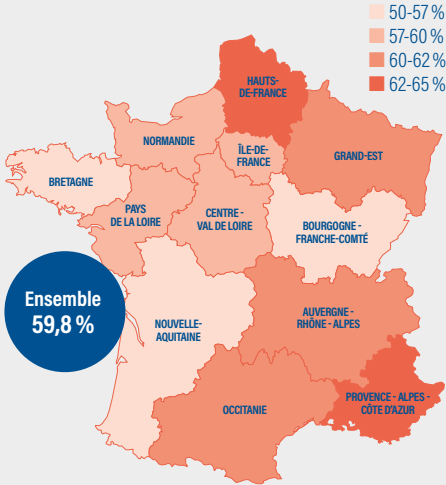 50-57 %
57-60 %
60-62 %
62-65 %
HAUTS-
DE-FRANCE
NORMANDIE
ÎLE-DE-
FRANCE
GRAND-EST
BRETAGNE
PAYS
DE LA LOIRE
CENTRE -
VAL DE LOIRE
BOURGOGNE -
FRANCHE-COMTÉ
Ensemble
59,8 %
NOUVELLE-
AQUITAINE
AUVERGNE -
RHÔNE - ALPES
OCCITANIE
PROVENCE - ALPES -
CÔTE D'AZUR